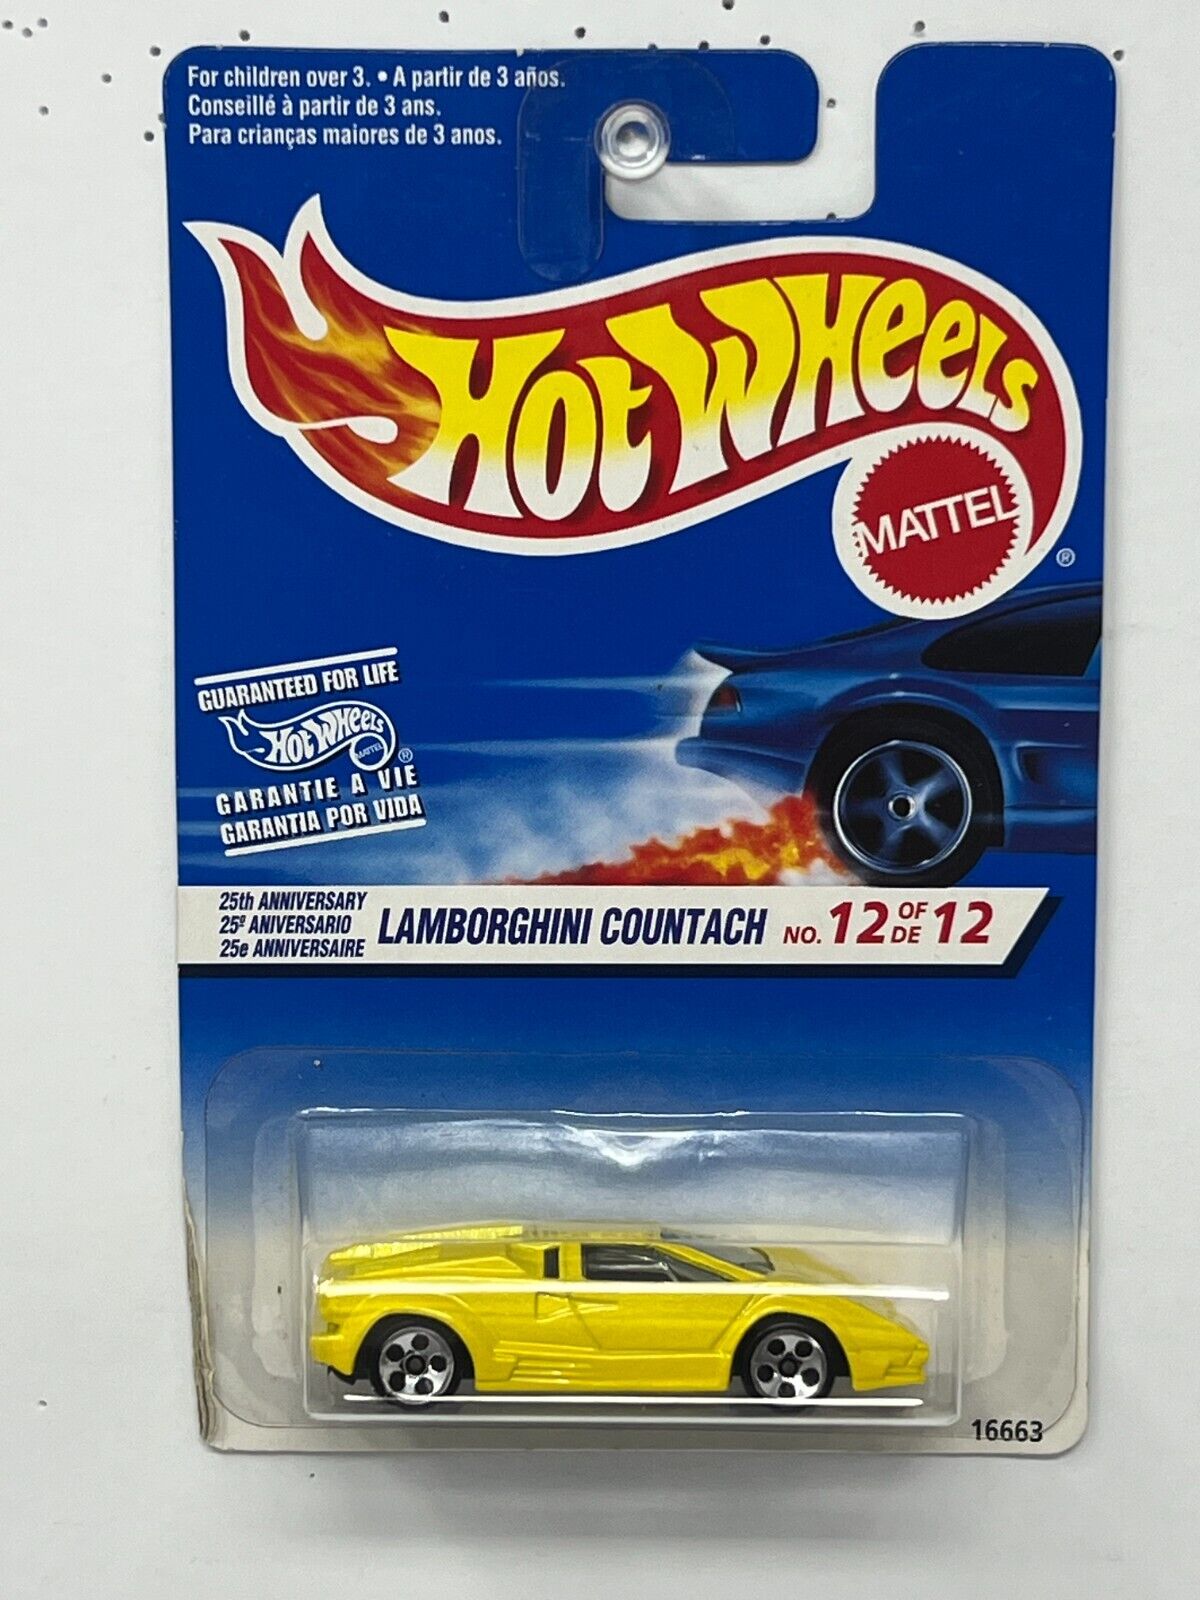 For children over 3. • A partir de 3 años.
Conseillé à partir de 3 ans.
Para crianças maiores de 3 anos.
HOT WHEELS
MATTEL
®
GUARANTEED FOR LIFE
HOT WHEELS
MATTEL
®
GARANTIE A VIE
GARANTIA POR VIDA
25th ANNIVERSARY
25º ANIVERSARIO
25e ANNIVERSAIRE
LAMBORGHINI COUNTACH
NO. 12 OF DE 12
16663